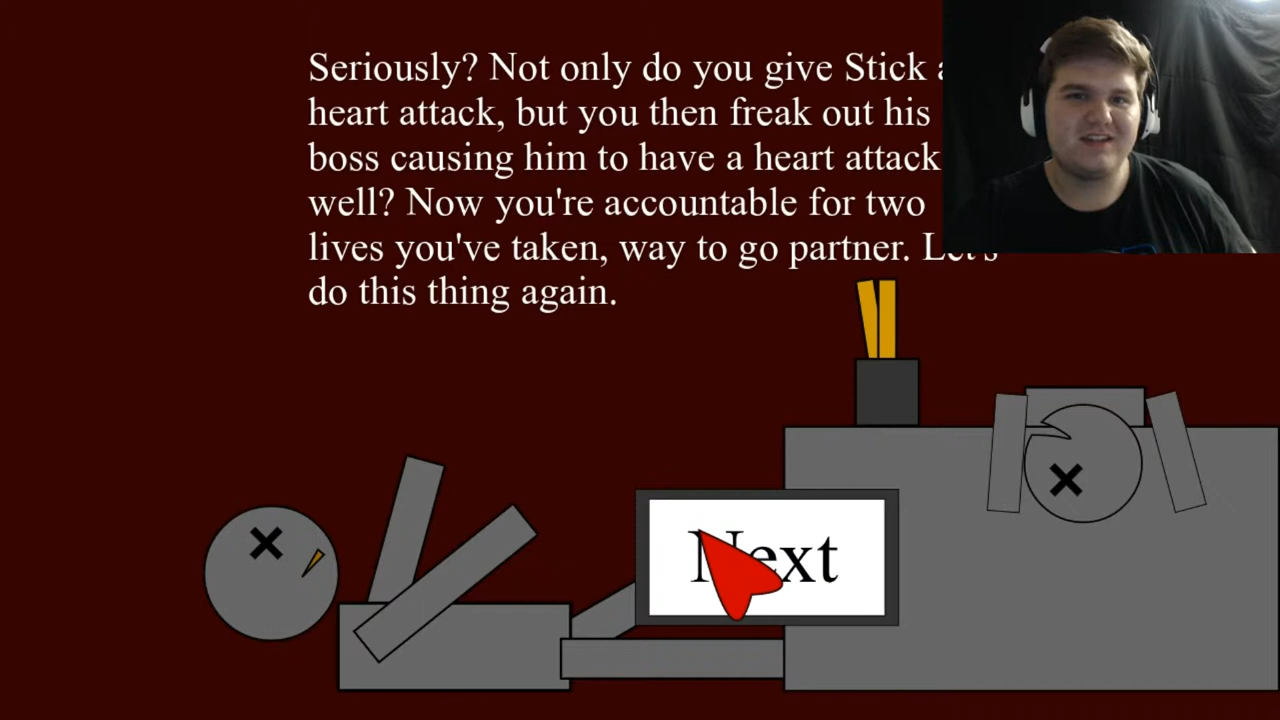 Seriously? Not only do you give Stick
heart attack, but you then freak out his
boss causing him to have a heart attack
well? Now you're accountable for two
lives you've taken, way to go partner. Let's
do this thing again.
Next